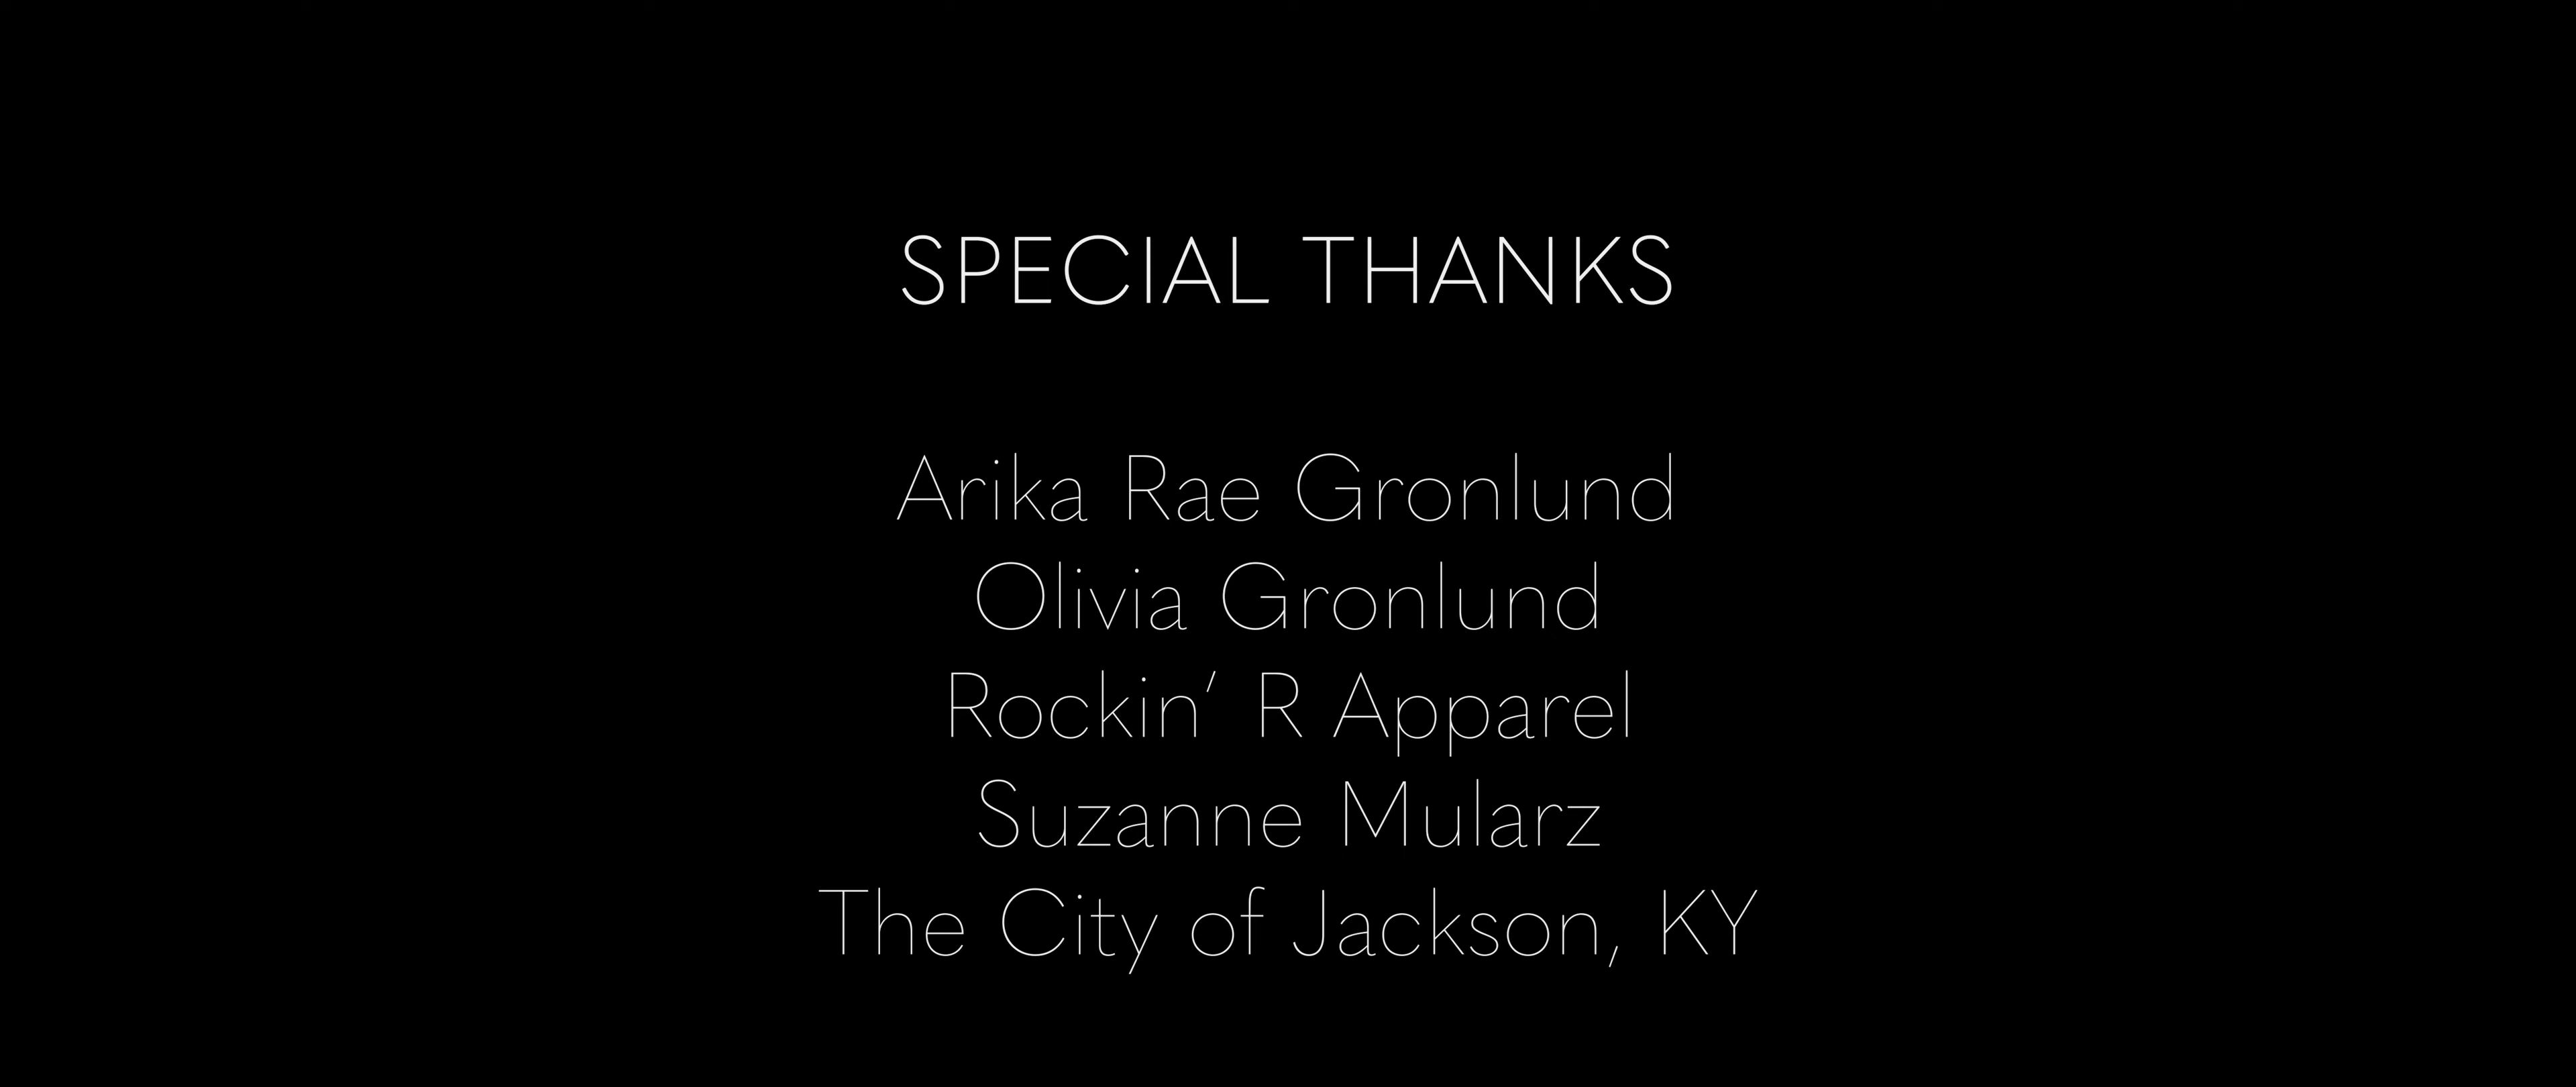 SPECIAL THANKS
Arika Rae Gronlund
Olivia Gronlund
Rockin’ R Apparel
Suzanne Mularz
The City of Jackson, KY